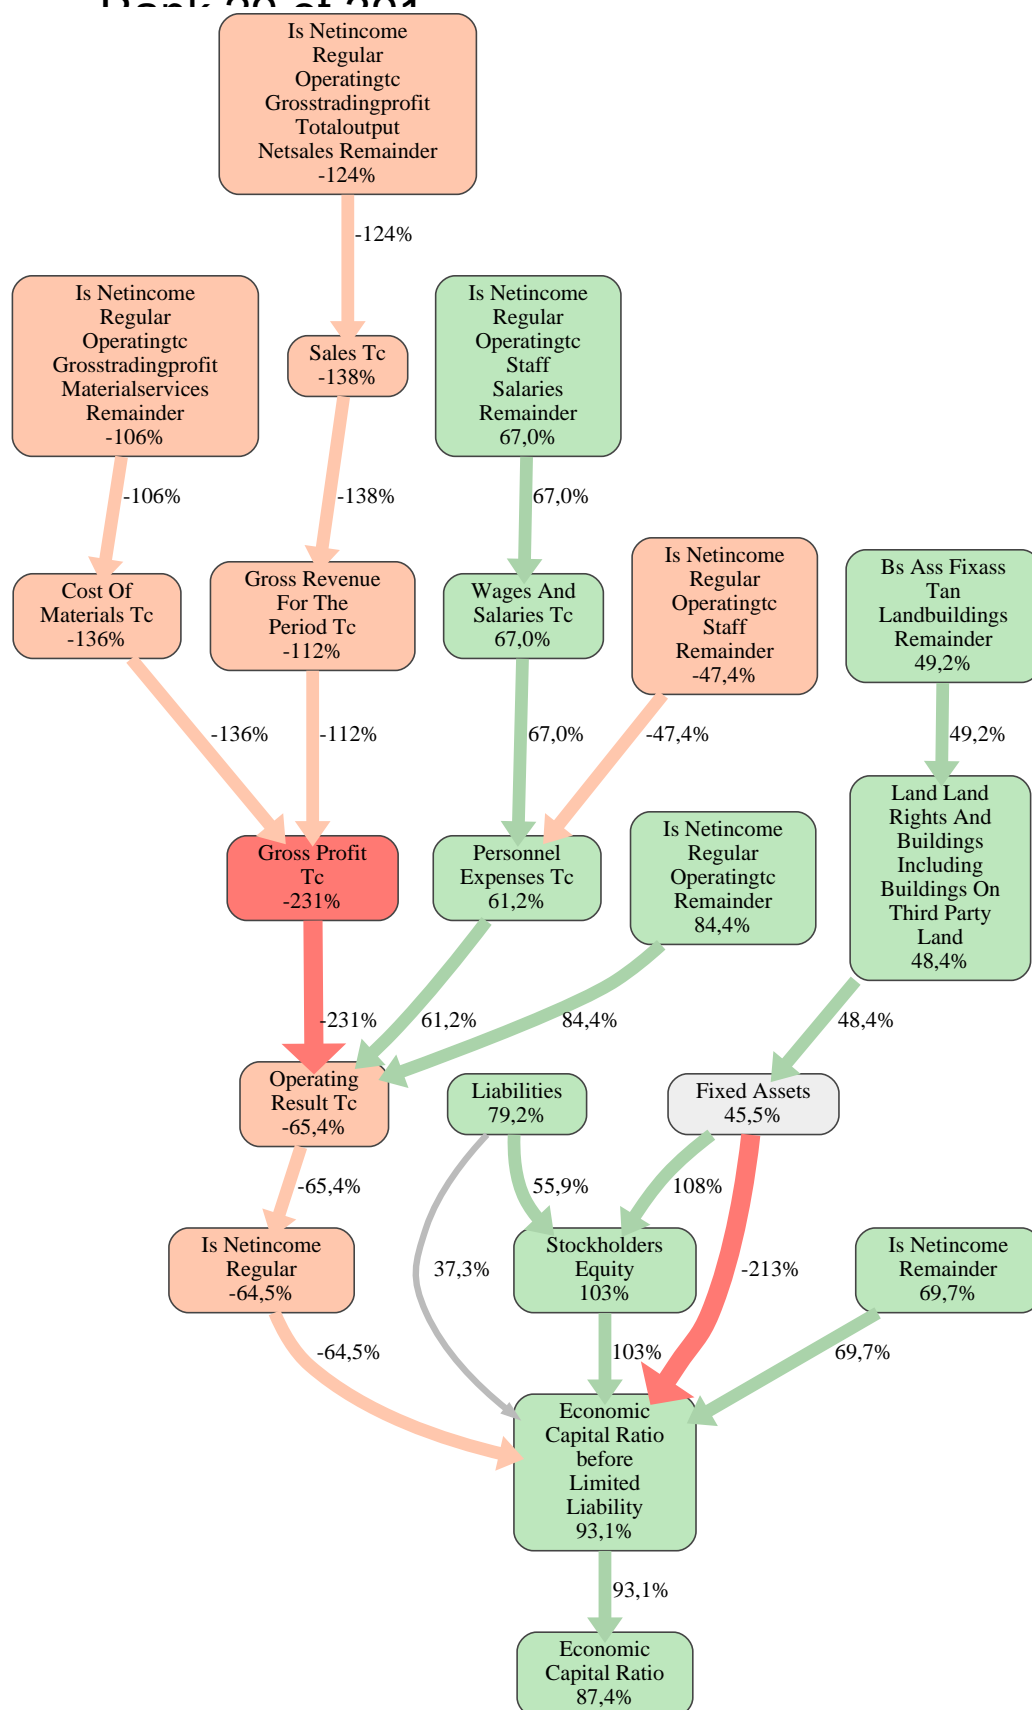 Is Netincome
Regular
Operatingtc
Grosstradingprofit
Totaloutput
Netsales Remainder
-124%
-124%
Is Netincome
Regular
Operatingtc
Grosstradingprofit
Materialservices
Remainder
-106%
Sales Tc
-138%
Is Netincome
Regular
Operatingtc
Staff
Salaries
Remainder
67,0%
-106%
-138%
67,0%
Cost Of
Materials Tc
-136%
Gross Revenue
For The
Period Tc
-112%
Wages And
Salaries Tc
67,0%
Is Netincome
Regular
Operatingtc
Staff
Remainder
-47,4%
Bs Ass Fixass
Tan
Landbuildings
Remainder
49,2%
-136%
-112%
67,0%
-47,4%
49,2%
Gross Profit
Tc
-231%
Personnel
Expenses Tc
61,2%
Is Netincome
Regular
Operatingtc
Remainder
84,4%
Land Land
Rights And
Buildings
Including
Buildings On
Third Party
Land
48,4%
-231%
61,2%
84,4%
48,4%
Operating
Result Tc
-65,4%
Liabilities
79,2%
Fixed Assets
45,5%
-65,4%
55,9%
108%
Is Netincome
Regular
-64,5%
37,3%
Stockholders
Equity
103%
-213%
Is Netincome
Remainder
69,7%
-64,5%
103%
69,7%
Economic
Capital Ratio
before
Limited
Liability
93,1%
93,1%
Economic
Capital Ratio
87,4%